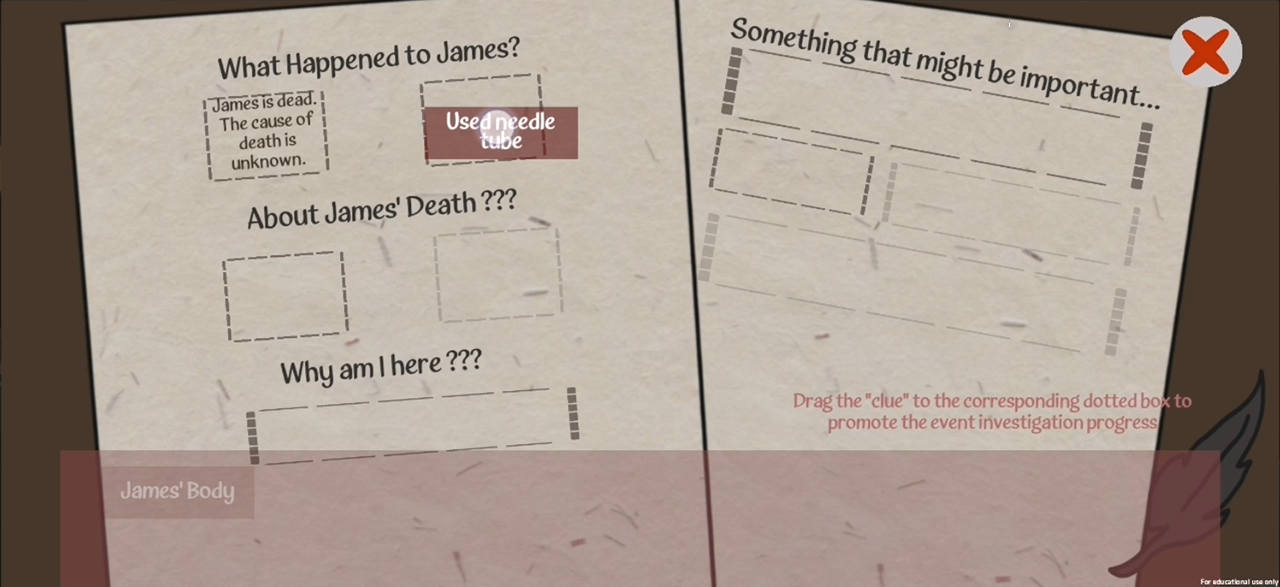 What Happened to James?
James is dead.
The cause of
death is
unknown.
Used needle
tube
About James' Death ???
Why am I here ???
James' Body
Something that might be important...
Drag the "clue" to the corresponding dotted box to
promote the event investigation progress
For educational use only